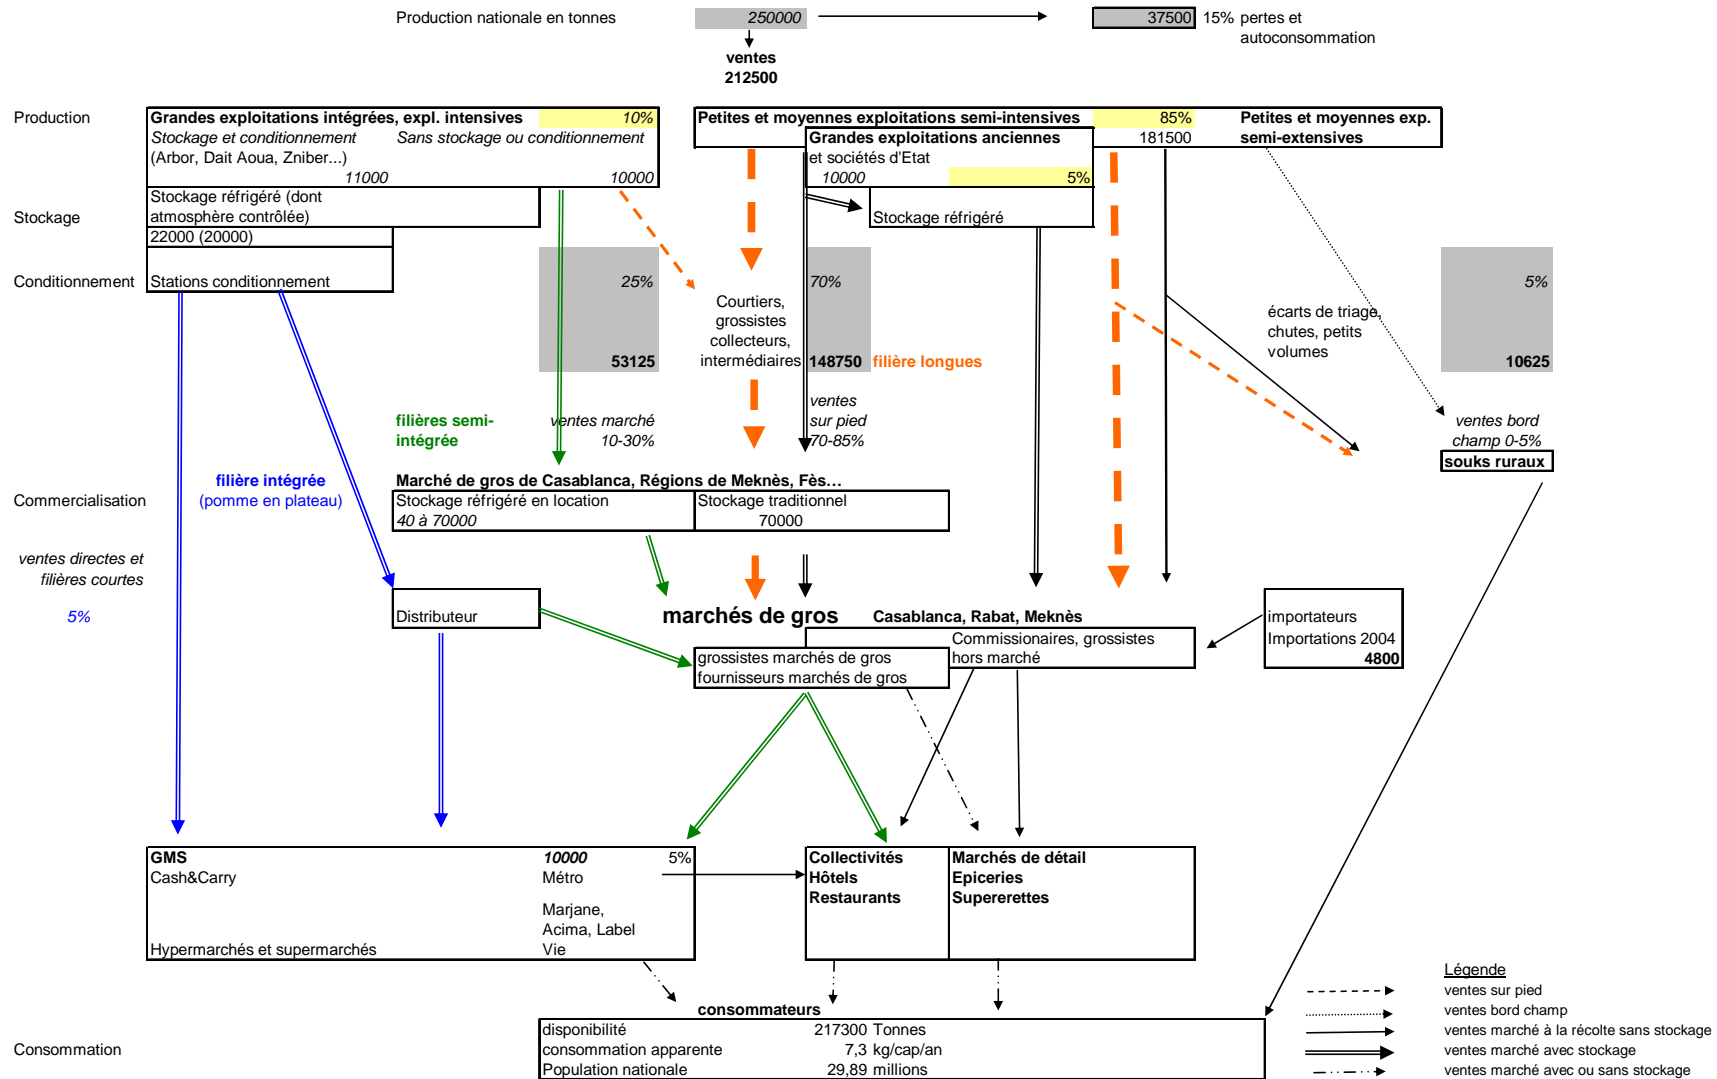 Production nationale en tonnes 250000 37500 15% pertes et
autoconsommation
ventes
212500
Production
Grandes exploitations intégrées, expl. intensives 10%
Stockage et conditionnement Sans stockage ou conditionnement
(Arbor, Dait Aoua, Zniber...)
11000 10000
Petites et moyennes exploitations semi-intensives 85% Petites et moyennes exp.
181500 semi-extensives
Grandes exploitations anciennes
et sociétés d'Etat
10000 5%
Stockage
Stockage réfrigéré (dont
atmosphère contrôlée)
22000 (20000)
Stockage réfrigéré
Conditionnement
Stations conditionnement
25%
53125
Courtiers,
grossistes
collecteurs,
intermédiaires
70%
148750
filière longues
écarts de triage,
chutes, petits
volumes
5%
10625
filières semi-
intégrée
ventes marché
10-30%
ventes
sur pied
70-85%
ventes bord
champ 0-5%
souks ruraux
filière intégrée
(pomme en plateau)
Marché de gros de Casablanca, Régions de Meknès, Fès...
Commercialisation
Stockage réfrigéré en location
40 à 70000
Stockage traditionnel
70000
ventes directes et
filières courtes
5%
Distributeur
marchés de gros Casablanca, Rabat, Meknès
Commissionaires, grossistes
hors marché
grossistes marchés de gros
fournisseurs marchés de gros
importateurs
Importations 2004
4800
GMS 10000 5%
Cash&Carry Métro
Marjane,
Acima, Label
Hypermarchés et supermarchés Vie
Collectivités
Hôtels
Restaurants
Marchés de détail
Epiceries
Supererettes
consommateurs
Consommation
disponibilité 217300 Tonnes
consommation apparente 7,3 kg/cap/an
Population nationale 29,89 millions
Légende
ventes sur pied
ventes bord champ
ventes marché à la récolte sans stockage
ventes marché avec stockage
ventes marché avec ou sans stockage